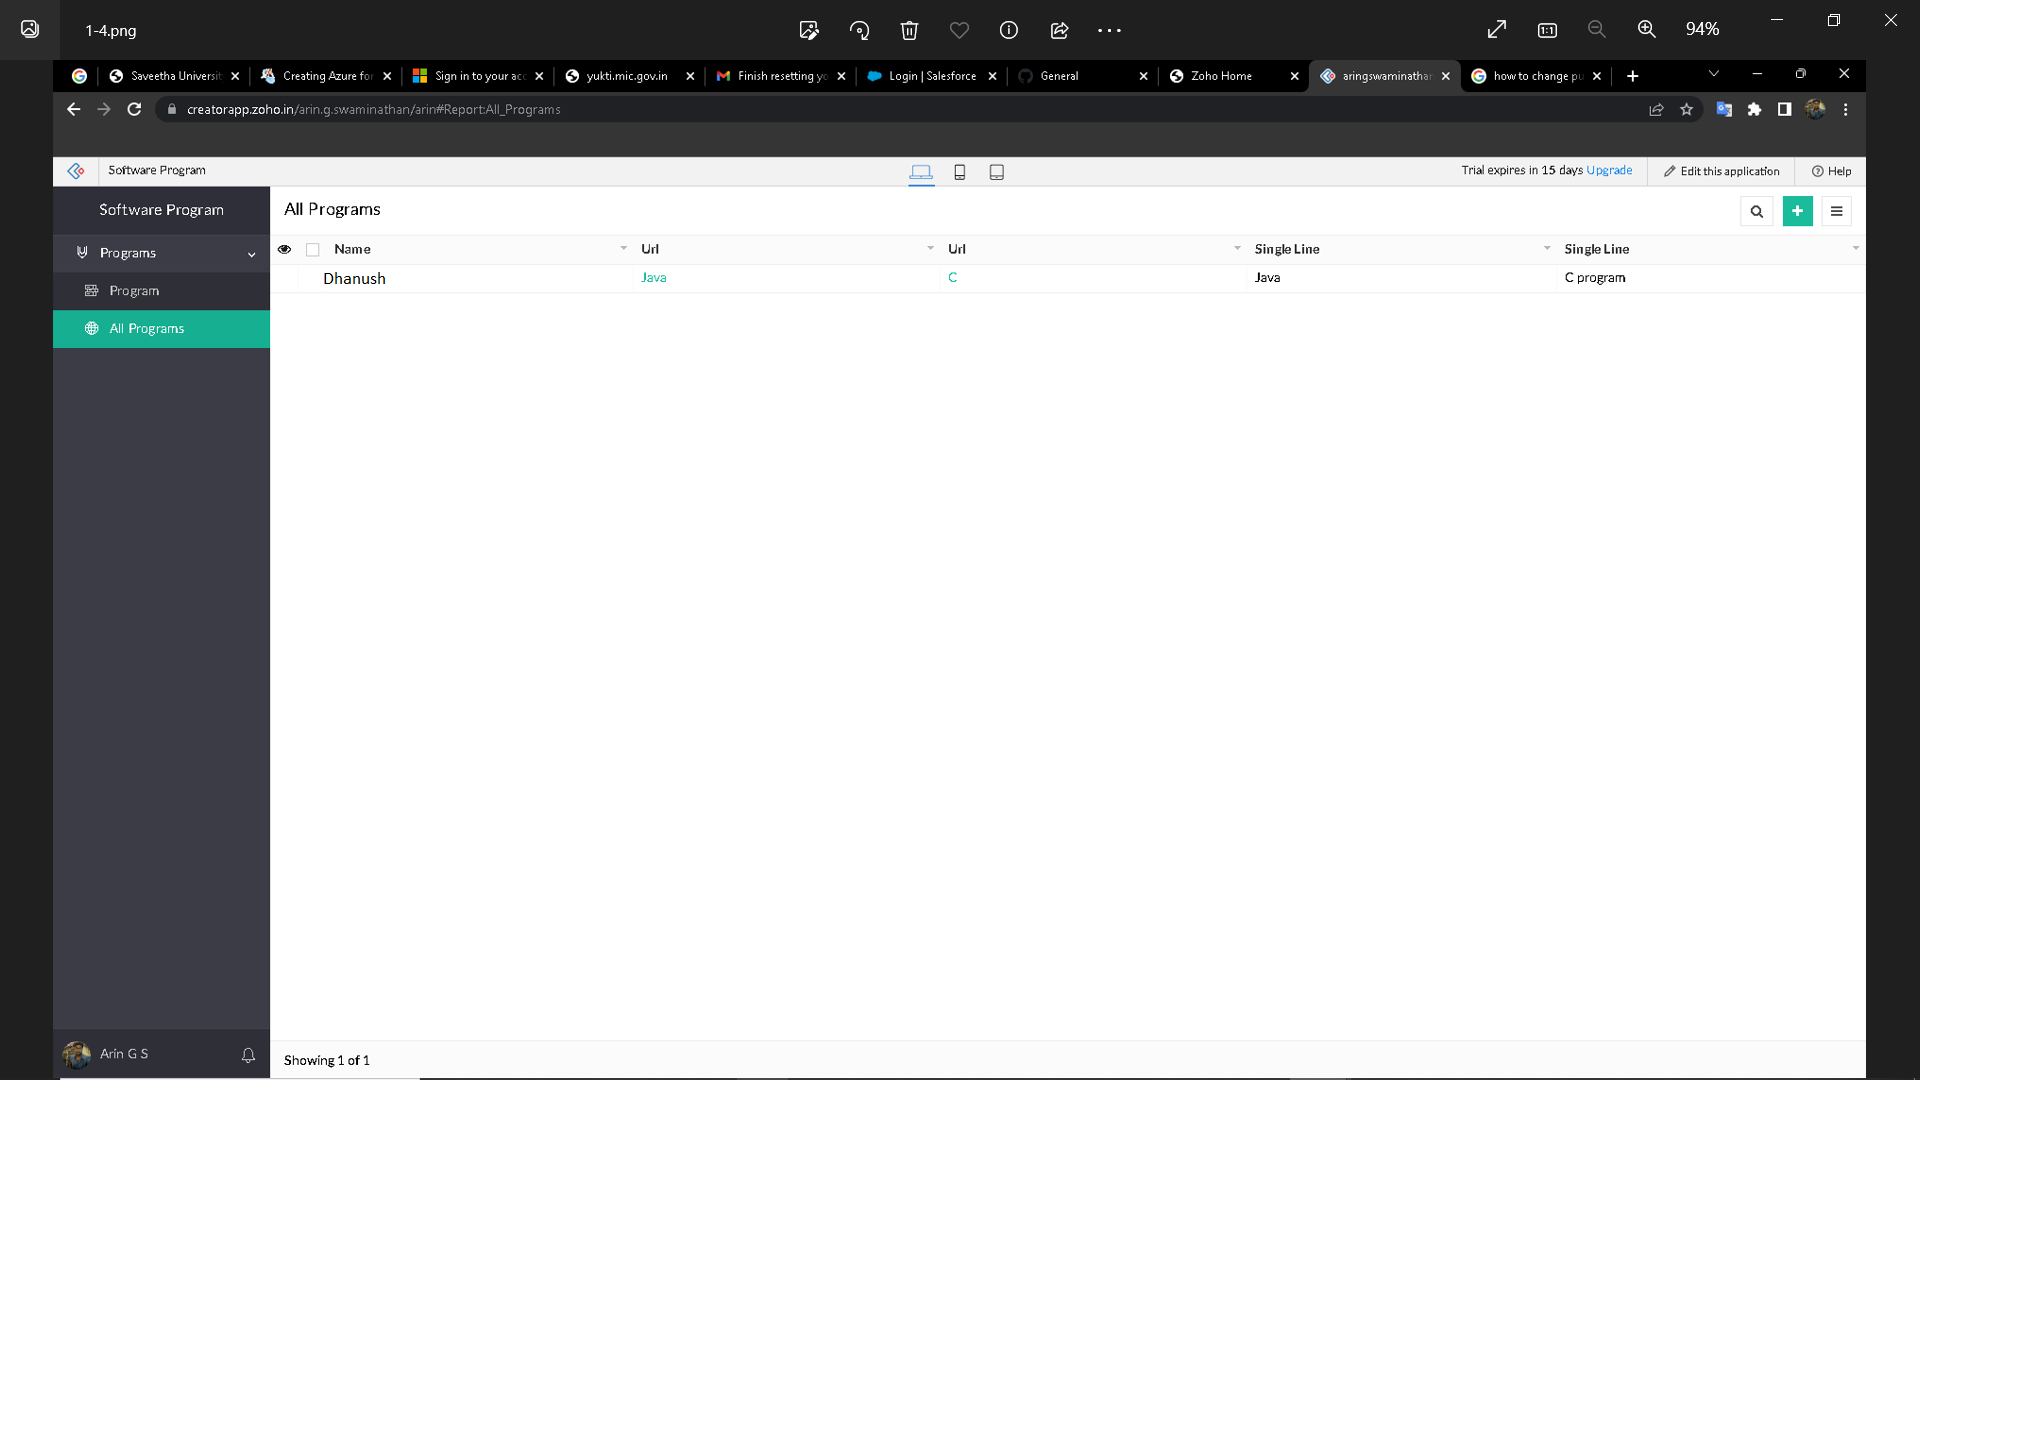 1-4.png
94%
Saveetha Universit
Creating Azure for
Sign in to your acc
yukti.mic.gov.in
Finish resetting yo
Login | Salesforce
General
Zoho Home
aringswaminathan
how to change pu
creatorapp.zoho.in/arin.g.swaminathan/arin#Report:All_Programs
Software Program
Trial expires in 15 days Upgrade
Edit this application
Help
Software Program
All Programs
Programs
Name Url Url Single Line Single Line
Dhanush Java C Java C program
Program
All Programs
Arin G S
Showing 1 of 1